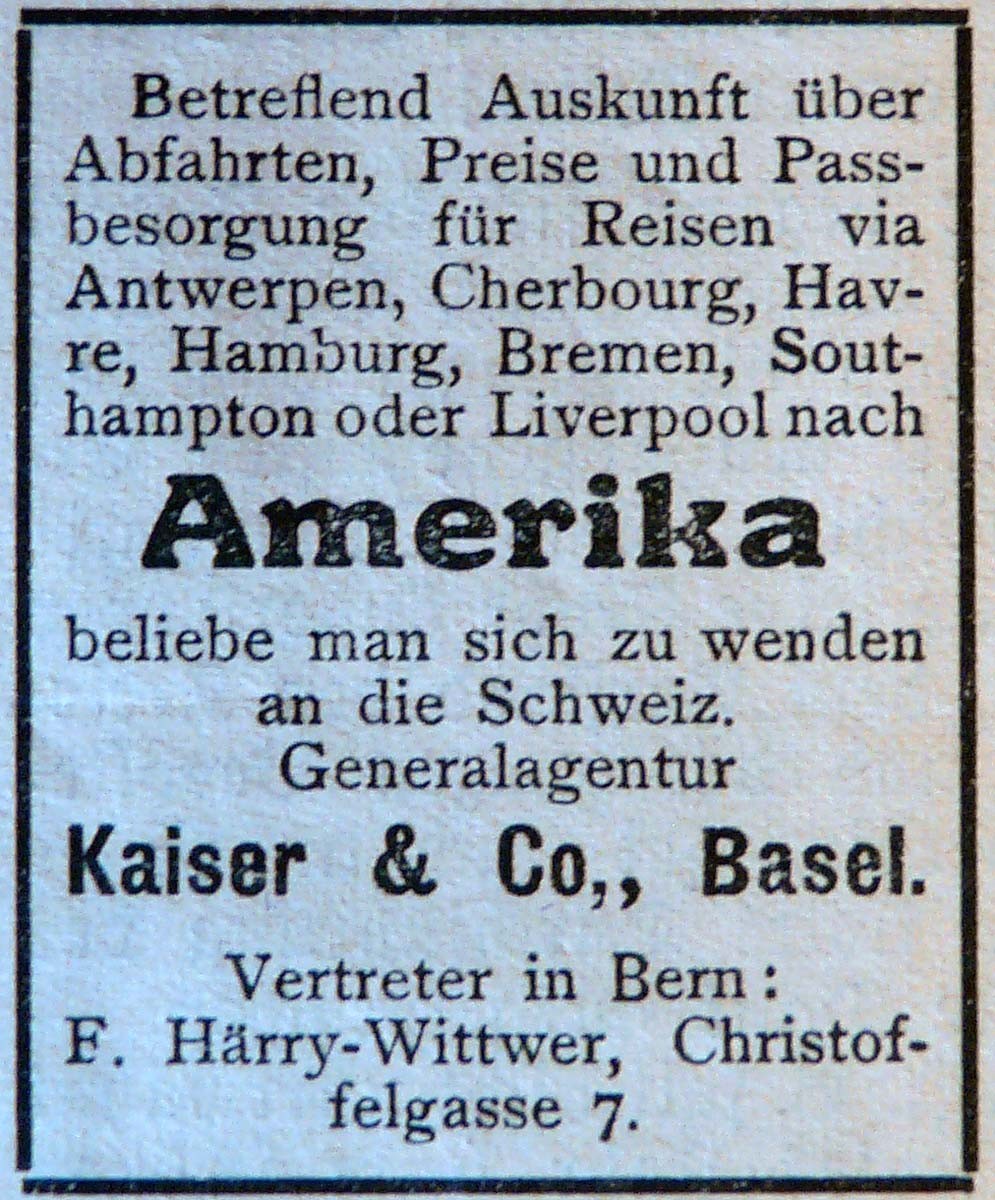 Betreffend Auskunft über
Abfahrten, Preise und Pass-
besorgung für Reisen via
Antwerpen, Cherbourg, Hav-
re, Hamburg, Bremen, Sout-
hampton oder Liverpool nach
Amerika
beliebe man sich zu wenden
an die Schweiz.
Generalagentur
Kaiser & Co,, Basel.
Vertreter in Bern :
F. Härry-Wittwer, Christof-
felgasse 7.